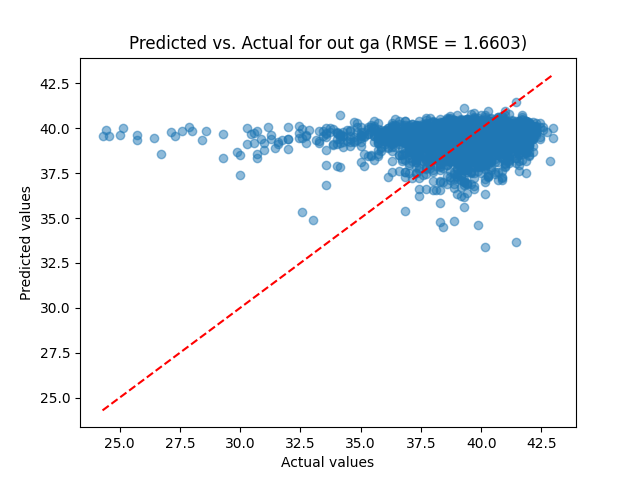 Predicted vs. Actual for out ga (RMSE = 1.6603)
42.5
40.0
37.5
35.0
32.5
30.0
27.5
25.0
Predicted values
25.0 27.5 30.0 32.5 35.0 37.5 40.0 42.5
Actual values